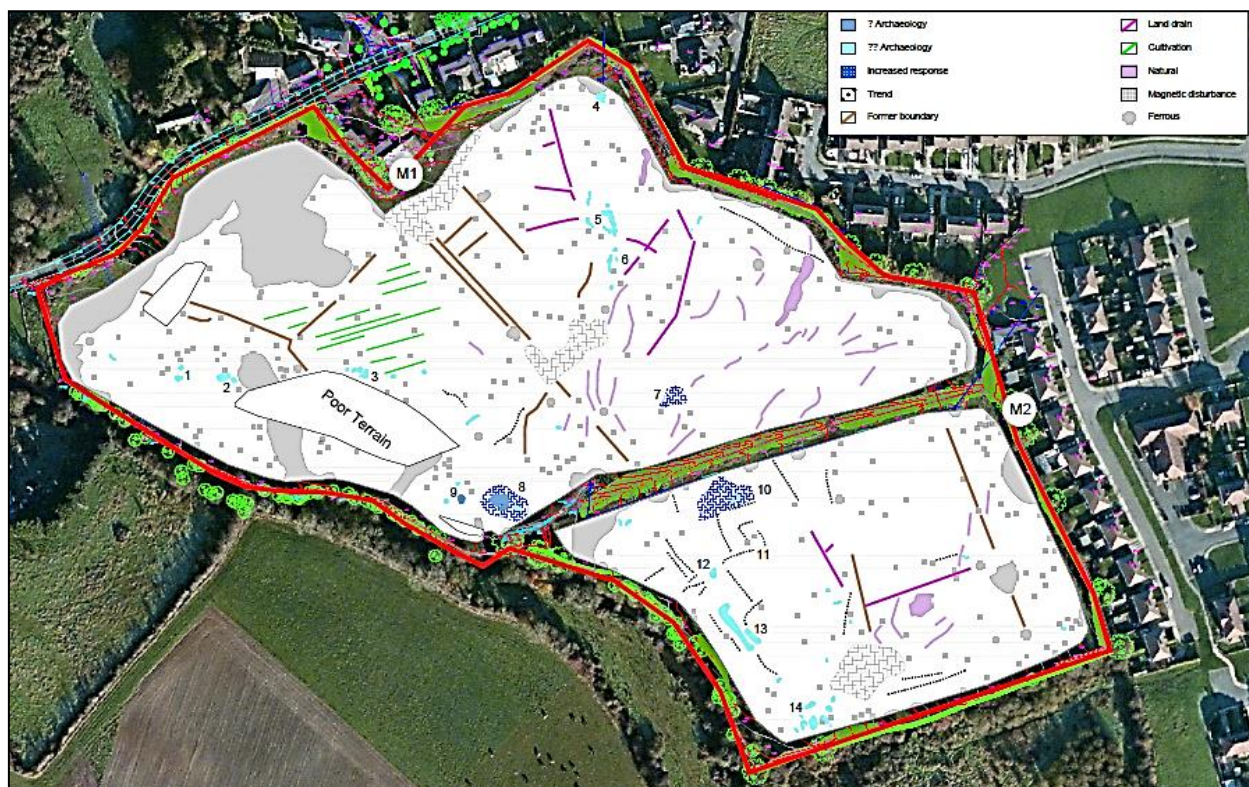 ? Archaeology
?? Archaeology
Increased response
Trend
Former boundary
Land drain
Cultivation
Natural
Magnetic disturbance
Ferrous
4
M1
5
6
1
2
3
Poor Terrain
7
M2
9
8
10
11
12
13
14